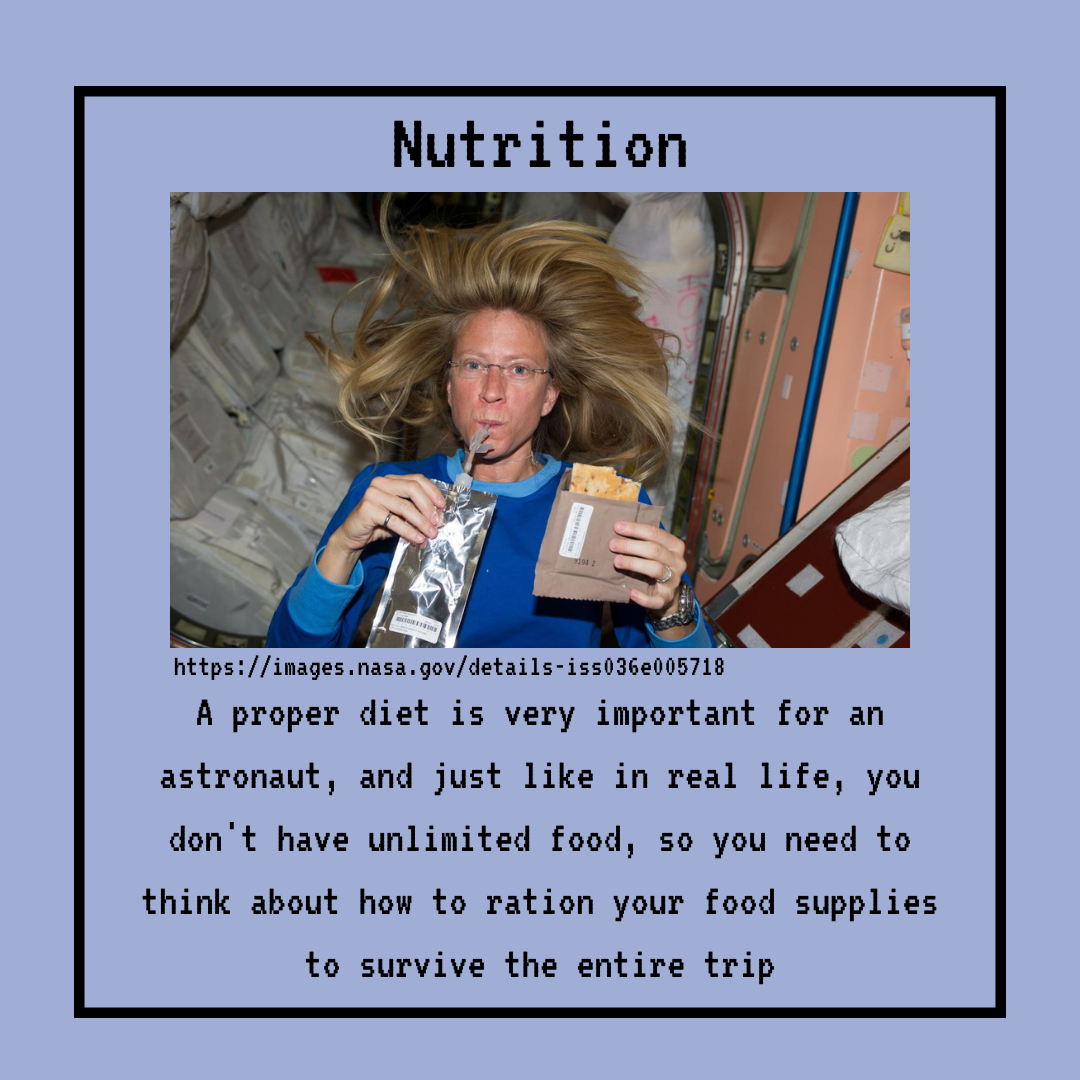 Nutrition
https://images.nasa.gov/details-iss036e005718
A proper diet is very important for an
astronaut, and just like in real life, you
don't have unlimited food, so you need to
think about how to ration your food supplies
to survive the entire trip